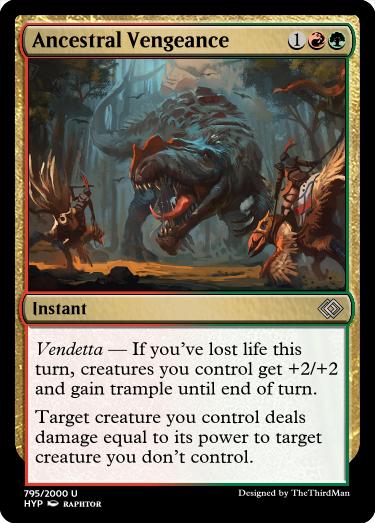 Ancestral Vengeance 1
Instant
Vendetta — If you've lost life this
turn, creatures you control get +2/+2
and gain trample until end of turn.
Target creature you control deals
damage equal to its power to target
creature you don't control.
795/2000 U
Designed by TheThirdMan
HYP RAPHTOR